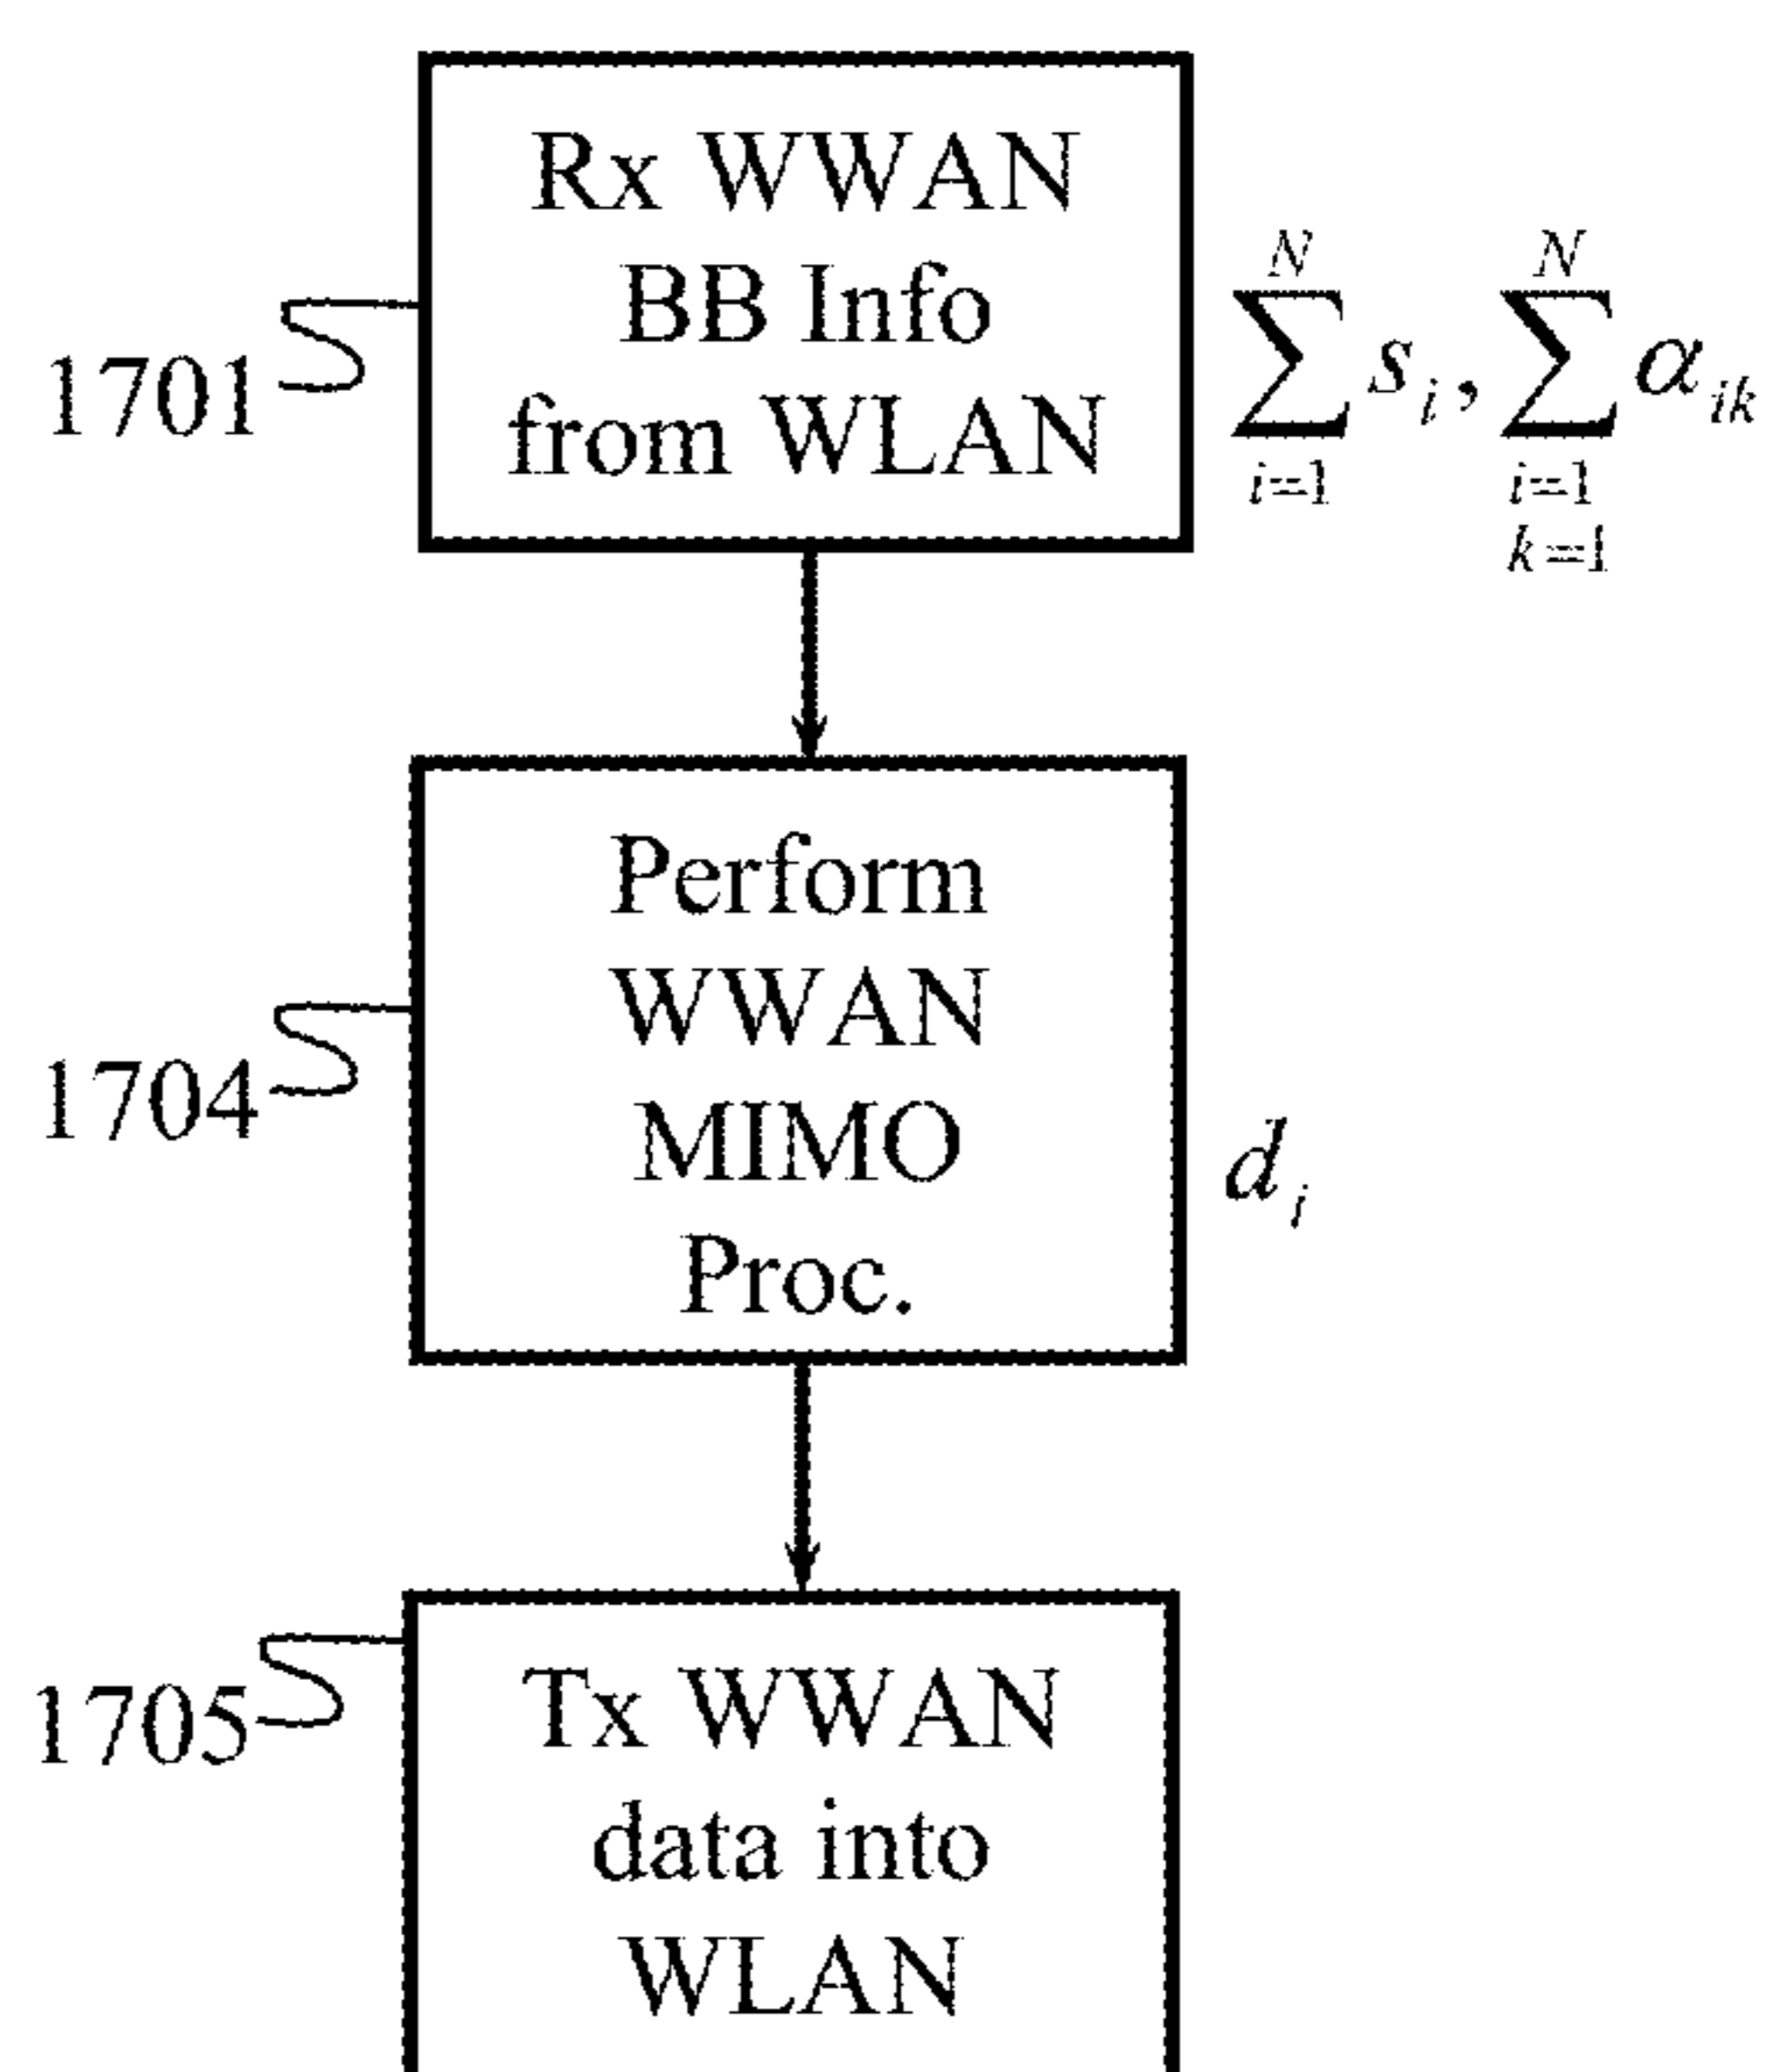 Rx WWAN
BB Info
from WLAN
1701
N N
∑ s_i, ∑ α_ik
i=1 i=1
k=1
Perform
WWAN
MIMO
Proc.
1704
d_i
Tx WWAN
data into
WLAN
1705